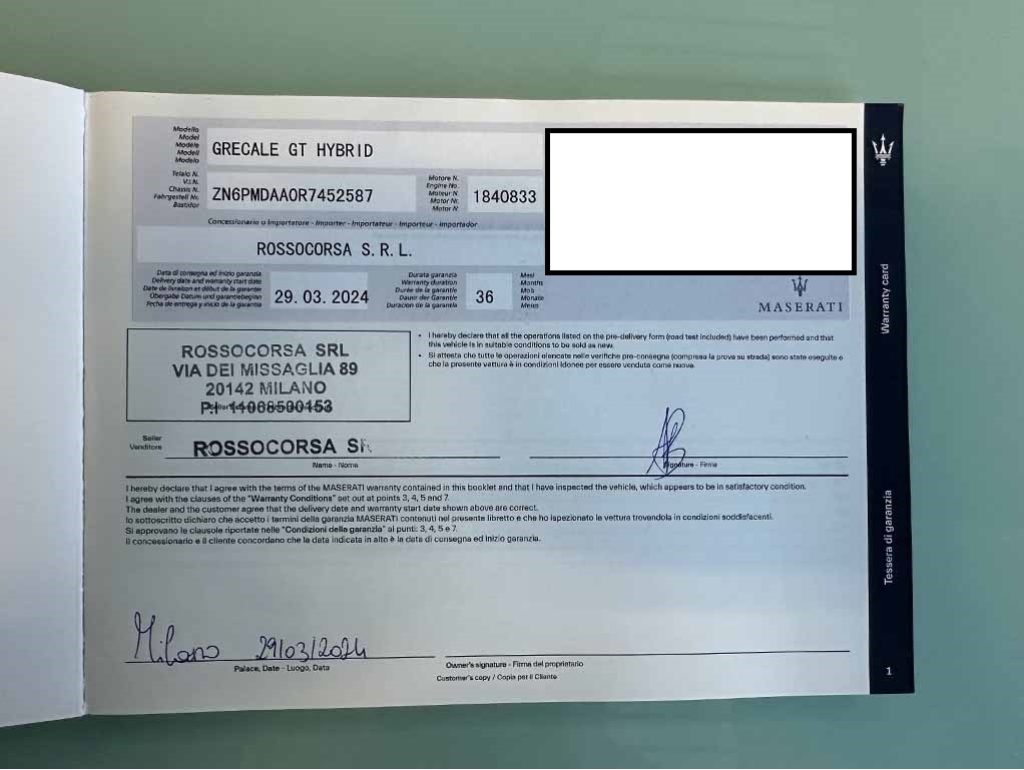 Modello
Model
Modèle
Modell
Modelo
GRECALE GT HYBRID
Telaio N.
V.I.N.
Chassis N.
Fahrgestell Nr.
Bastidor
ZN6PMDAA0R7452587
Motore N.
Engine No.
Moteur N.
Motor Nr.
Motor N.
1840833
Concessionario o Importatore - Importer - Importateur - Importeur - Importador
ROSSOCORSA S. R. L.
Data di consegna ed inizio garanzia
Delivery date and warranty start date
Date de livraison et début de la garantie
Übergabe Datum und garantiebeginn
Fecha de entrega y inicio de la garantía
29. 03. 2024
Durata garanzia
Warranty duration
Durée de la garantie
Dauer der Garantie
Duracion de la garantía
36
Mesi
Months
Mois
Monate
Meses
MASERATI
ROSSOCORSA SRL
VIA DEI MISSAGLIA 89
20142 MILANO
P.I 14068500153
• I hereby declare that all the operations listed on the pre-delivery form (road test included) have been performed and that
this vehicle is in suitable conditions to be sold as new.
• Si attesta che tutte le operazioni elencate nelle verifiche pre-consegna (compresa la prova su strada) sono state eseguite e
che la presente vettura è in condizioni idonee per essere venduta come nuova.
Seller
Venditore
ROSSOCORSA SR
Name - Nome
Signature - Firma
I hereby declare that I agree with the terms of the MASERATI warranty contained in this booklet and that I have inspected the vehicle, which appears to be in satisfactory condition.
I agree with the clauses of the "Warranty Conditions" set out at points 3, 4, 5 and 7.
The dealer and the customer agree that the delivery date and warranty start date shown above are correct.
Io sottoscritto dichiaro che accetto i termini della garanzia MASERATI contenuti nel presente libretto e che ho ispezionato la vettura trovandola in condizioni soddisfacenti.
Si approvano le clausole riportate nelle "Condizioni della garanzia" ai punti: 3, 4, 5 e 7.
Il concessionario e il cliente concordano che la data indicata in alto è la data di consegna ed inizio garanzia.
Milano 29/03/2024
Palace, Date - Luogo, Data
Owner's signature - Firma del proprietario
Customer's copy / Copia per il Cliente
Warranty card
Tessera di garanzia
1